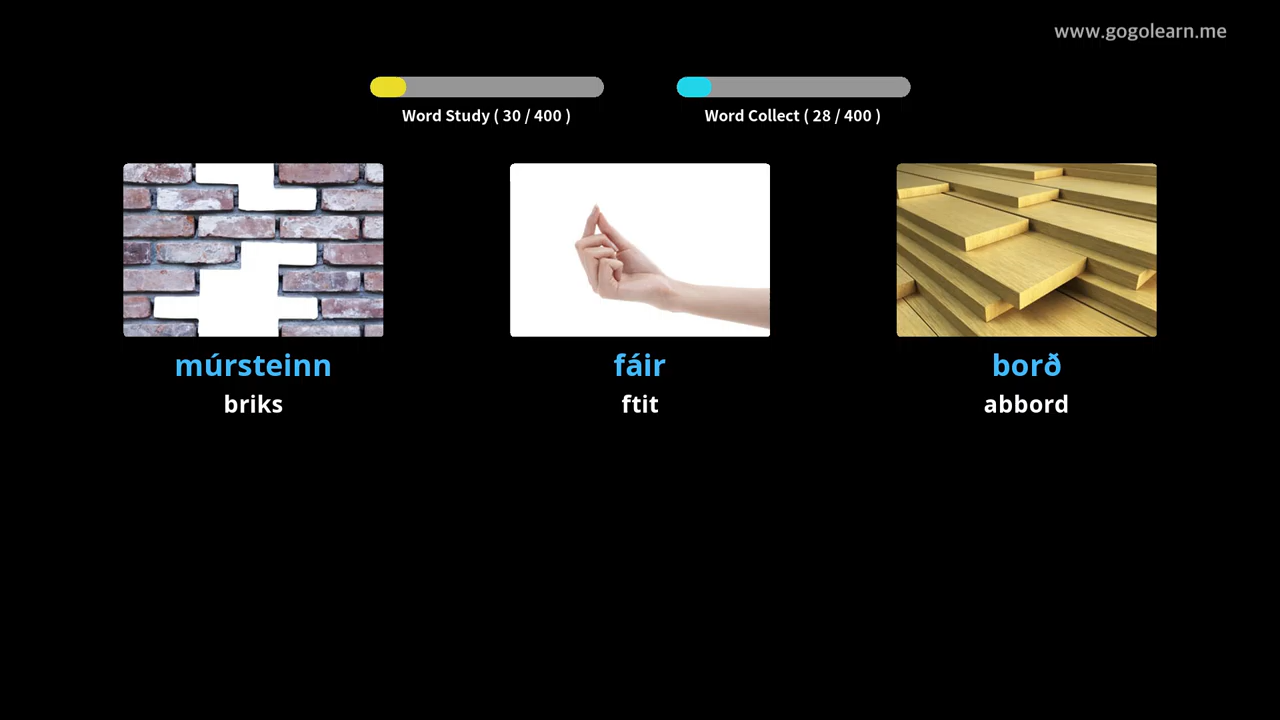 www.gogolearn.me
Word Study ( 30 / 400 )
Word Collect ( 28 / 400 )
múrsteinn
fáir
borð
briks
ftit
abbord